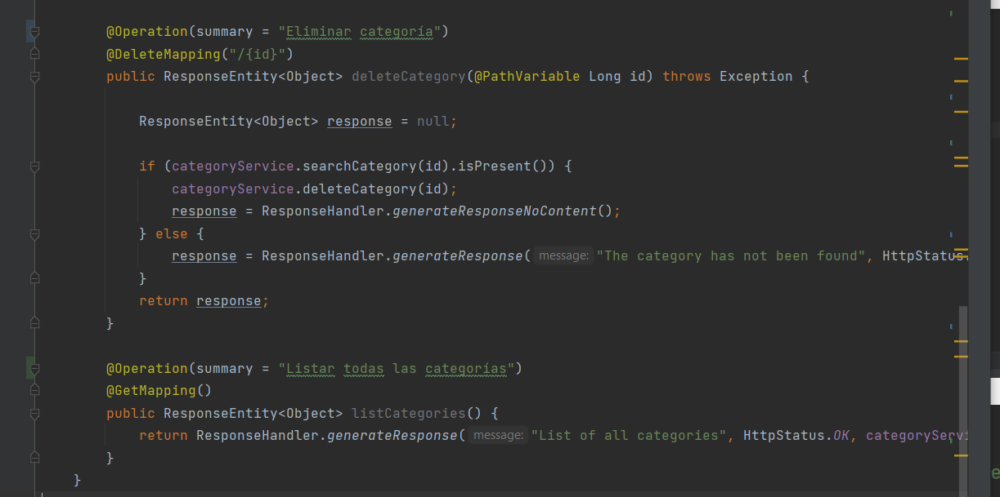 @Operation(summary = "Eliminar categoría")
@DeleteMapping("/{id}")
public ResponseEntity<Object> deleteCategory(@PathVariable Long id) throws Exception {
ResponseEntity<Object> response = null;
if (categoryService.searchCategory(id).isPresent()) {
categoryService.deleteCategory(id);
response = ResponseHandler.generateResponseNoContent();
} else {
response = ResponseHandler.generateResponse( message: "The category has not been found", HttpStatus.
}
return response;
}
@Operation(summary = "Listar todas las categorías")
@GetMapping()
public ResponseEntity<Object> listCategories() {
return ResponseHandler.generateResponse( message: "List of all categories", HttpStatus.OK, categoryServi
}
}